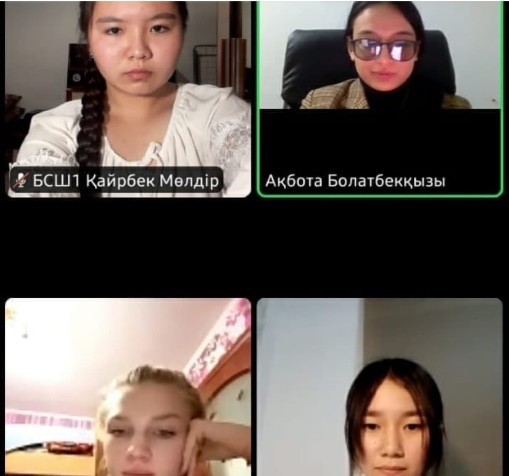 БСШ1 Қайрбек Мөлдір
Ақбота Болатбекқызы